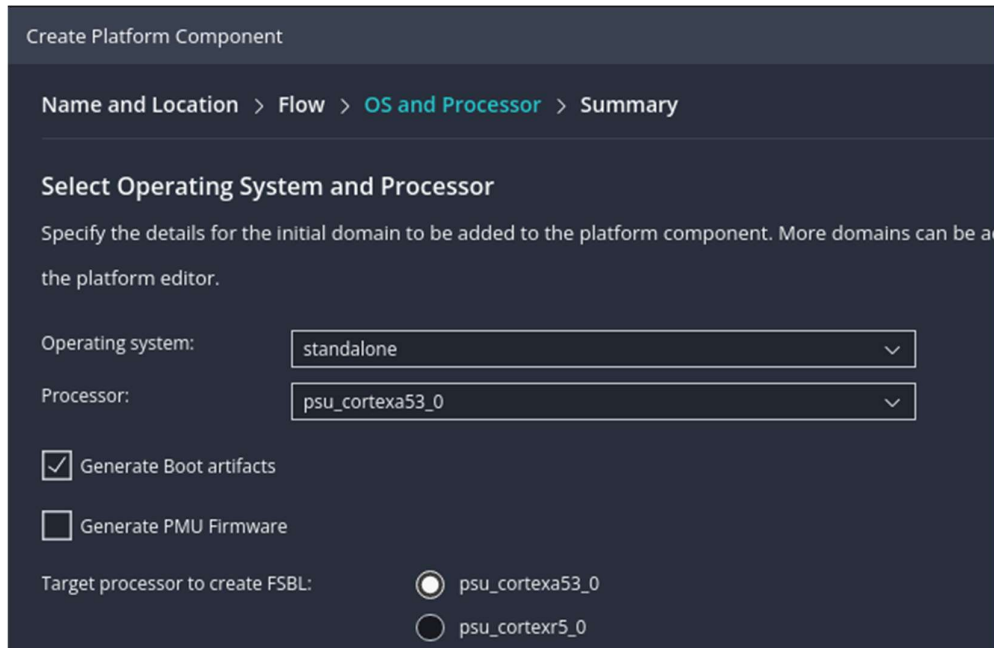 Create Platform Component
Name and Location > Flow > OS and Processor > Summary
Select Operating System and Processor
Specify the details for the initial domain to be added to the platform component. More domains can be
the platform editor.
Operating system: standalone
Processor: psu_cortexa53_0
Generate Boot artifacts
Generate PMU Firmware
Target processor to create FSBL: psu_cortexa53_0
psu_cortexr5_0